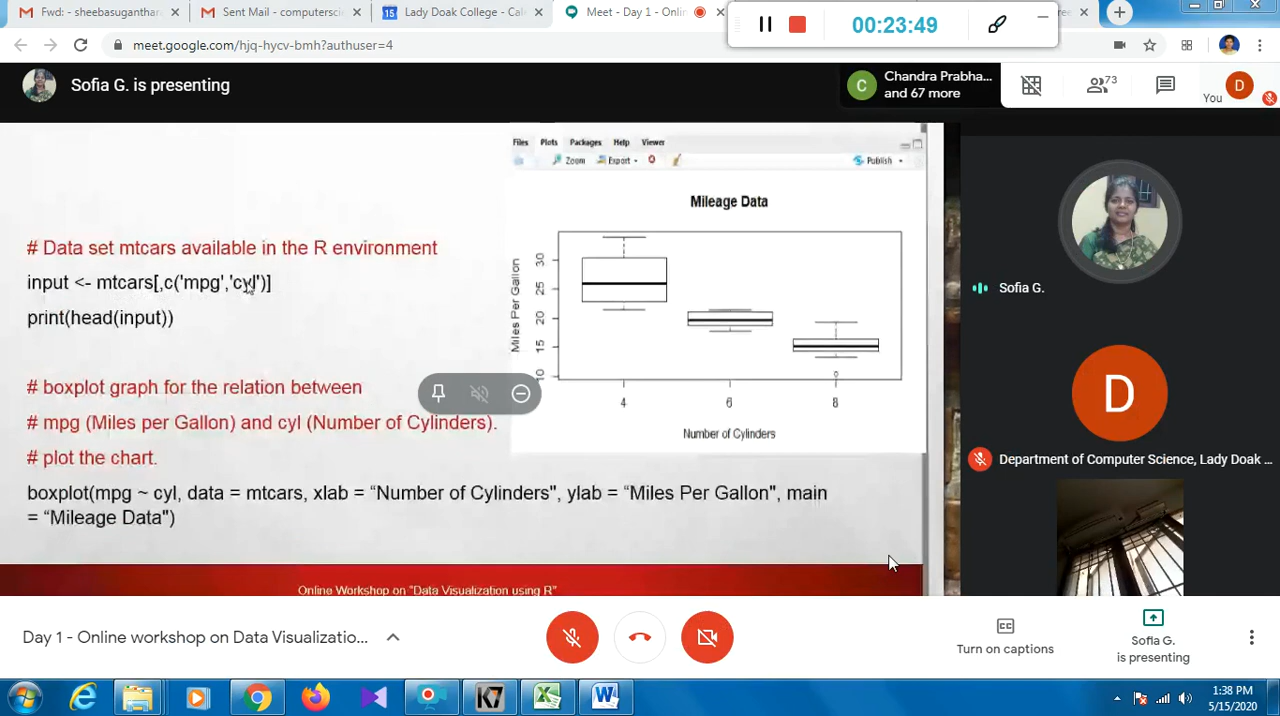 Fwd: - sheebasuganthar
Sent Mail - computersci
15
Lady Doak College - Cal
Meet - Day 1 - Onli
00:23:49
meet.google.com/hjq-hycv-bmh?authuser=4
Sofia G. is presenting
C
Chandra Prabha...
and 67 more
73
You
D
Files Plots Packages Help Viewer
Zoom Export Publish
Mileage Data
# Data set mtcars available in the R environment
input <- mtcars[,c('mpg','cyl')]
print(head(input))
Miles Per Gallon
30
25
20
15
10
4 6 8
Number of Cylinders
# boxplot graph for the relation between
# mpg (Miles per Gallon) and cyl (Number of Cylinders).
# plot the chart.
boxplot(mpg ~ cyl, data = mtcars, xlab = “Number of Cylinders", ylab = “Miles Per Gallon", main
= “Mileage Data")
Online Workshop on "Data Visualization using R"
Sofia G.
D
Department of Computer Science, Lady Doak ...
Day 1 - Online workshop on Data Visualizatio...
CC
Turn on captions
Sofia G.
is presenting
K7
1:38 PM
5/15/2020